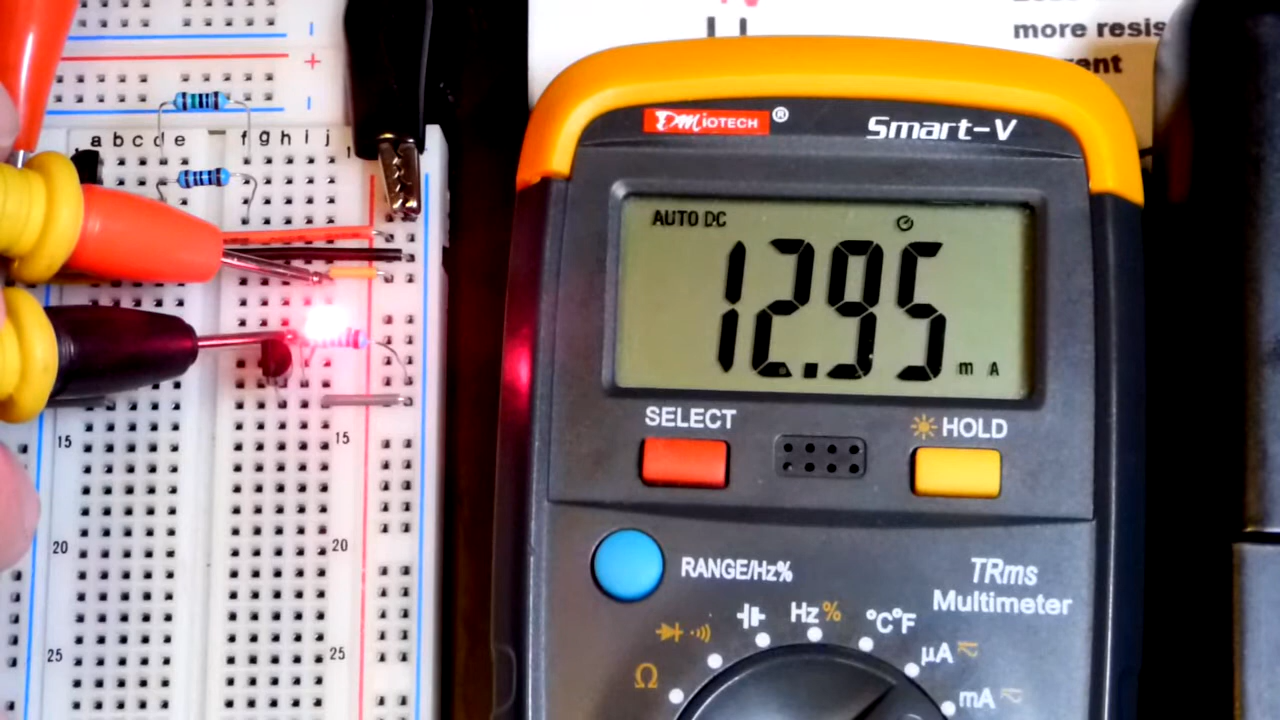 more resis
ent
DMiOTECH ®
Smart-V
AUTO DC
12.95
m A
SELECT
HOLD
RANGE/Hz%
TRms
Multimeter
Hz %
°C°F
µA
mA
Ω
+
a b c d e f g h i j
1
15 15
20 20
25 25